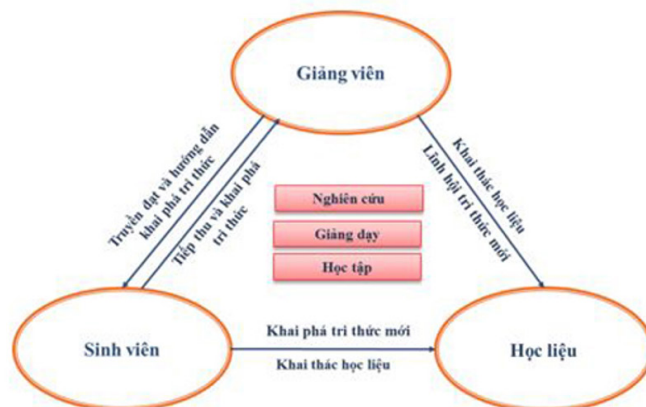 Giảng viên
Truyền đạt và hướng dẫn
khai phá tri thức
Tiếp thu và khai phá
tri thức
Khai thác học liệu
Lĩnh hội tri thức mới
Nghiên cứu
Giảng dạy
Học tập
Sinh viên
Khai phá tri thức mới
Khai thác học liệu
Học liệu